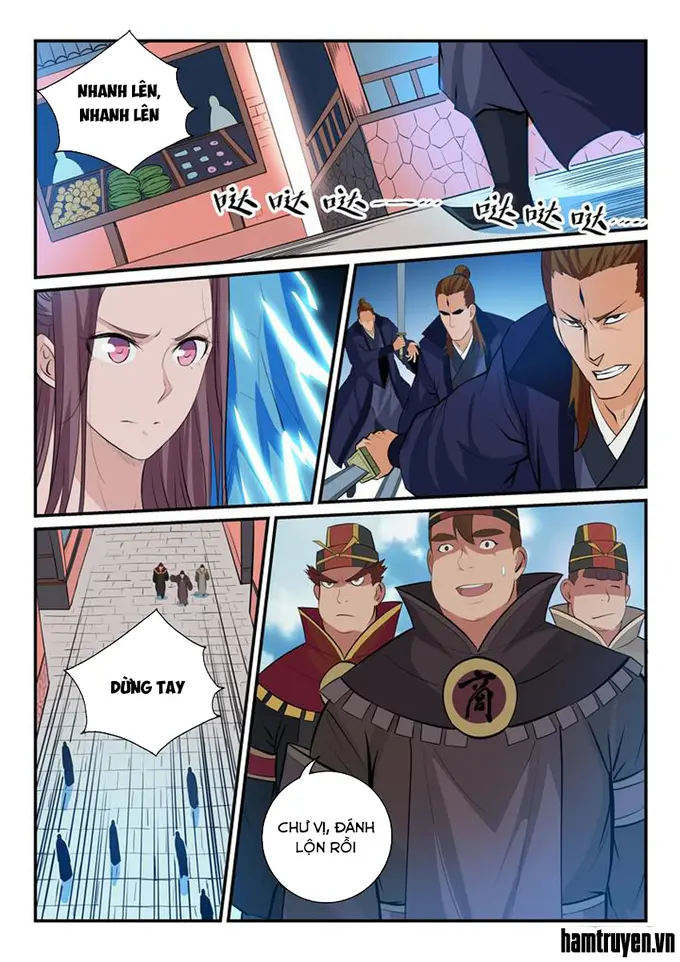 NHANH LÊN,
NHANH LÊN
哒 哒 哒——…… 哒哒哒……
DỪNG TAY
商
CHƯ VỊ, ĐÁNH
LỘN RỒI
hamtruyen.vn